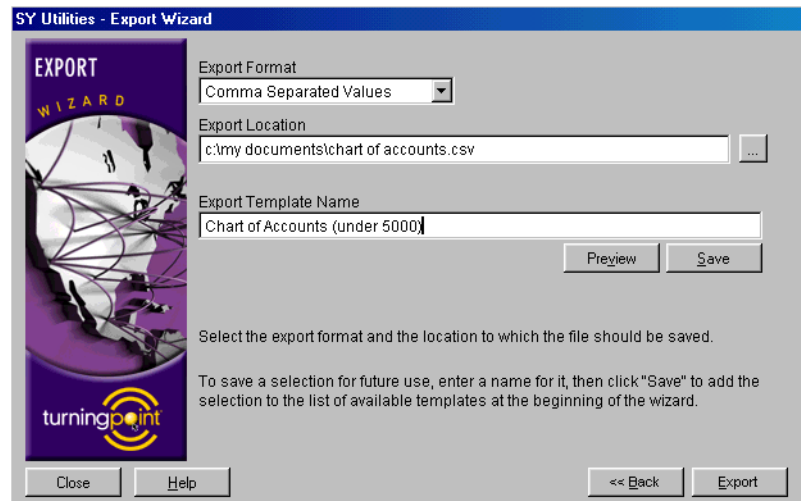 SY Utilities - Export Wizard
EXPORT
WIZARD
Export Format
Comma Separated Values
Export Location
c:\my documents\chart of accounts.csv
...
Export Template Name
Chart of Accounts (under 5000)
Preview
Save
Select the export format and the location to which the file should be saved.
To save a selection for future use, enter a name for it, then click "Save" to add the
selection to the list of available templates at the beginning of the wizard.
turningpoint
Close
Help
<< Back
Export